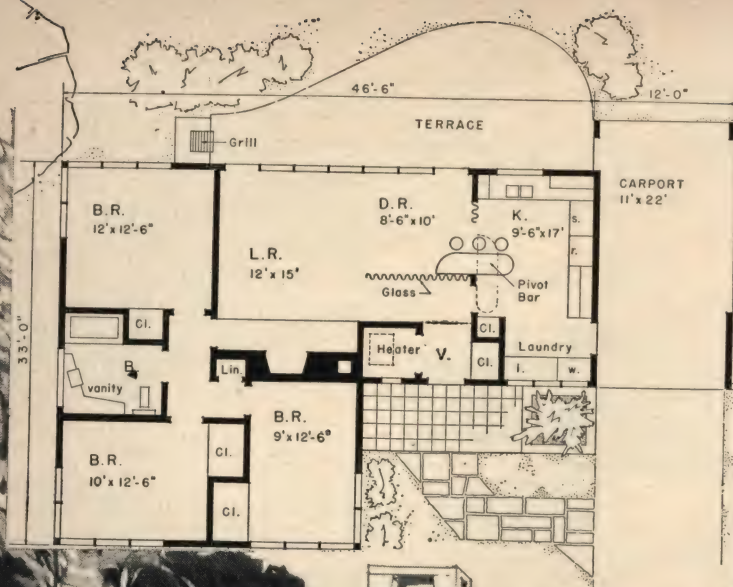 46'-6"
12'-0"
TERRACE
Grill
CARPORT
11'x 22'
B.R.
12'x 12'-6"
D.R.
8'-6"x10'
K.
9'-6"x17'
s.
r.
L.R.
12'x 15'
Glass
Pivot
Bar
33'-0"
Cl.
Cl.
Heater
V.
Cl.
Laundry
l.
w.
B.
vanity
Lin.
B.R.
9'x 12'-6"
B.R.
10'x 12'-6"
Cl.
Cl.